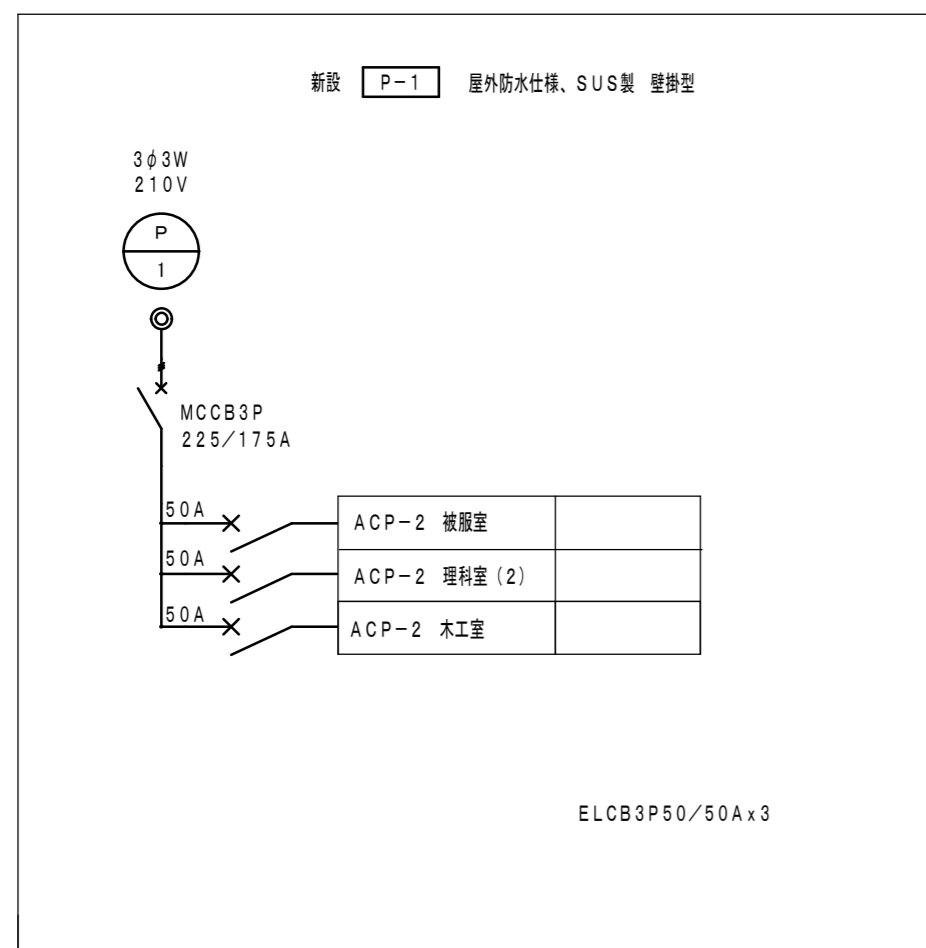 新設 P-1 屋外防水仕様、SUS製 壁掛型
3φ3W
210V
P
1
MCCB3P
225/175A
50A
ACP-2 被服室
50A
ACP-2 理科室(2)
50A
ACP-2 木工室
ELCB3P50/50Ax3